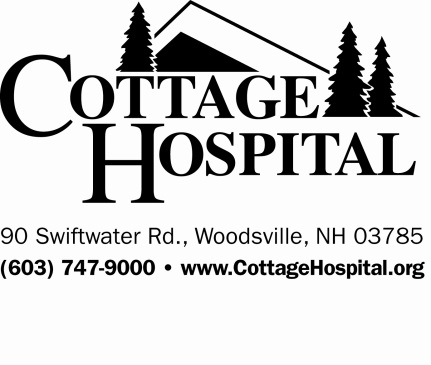 COTTAGE
HOSPITAL
90 Swiftwater Rd., Woodsville, NH 03785
(603) 747-9000 • www.CottageHospital.org